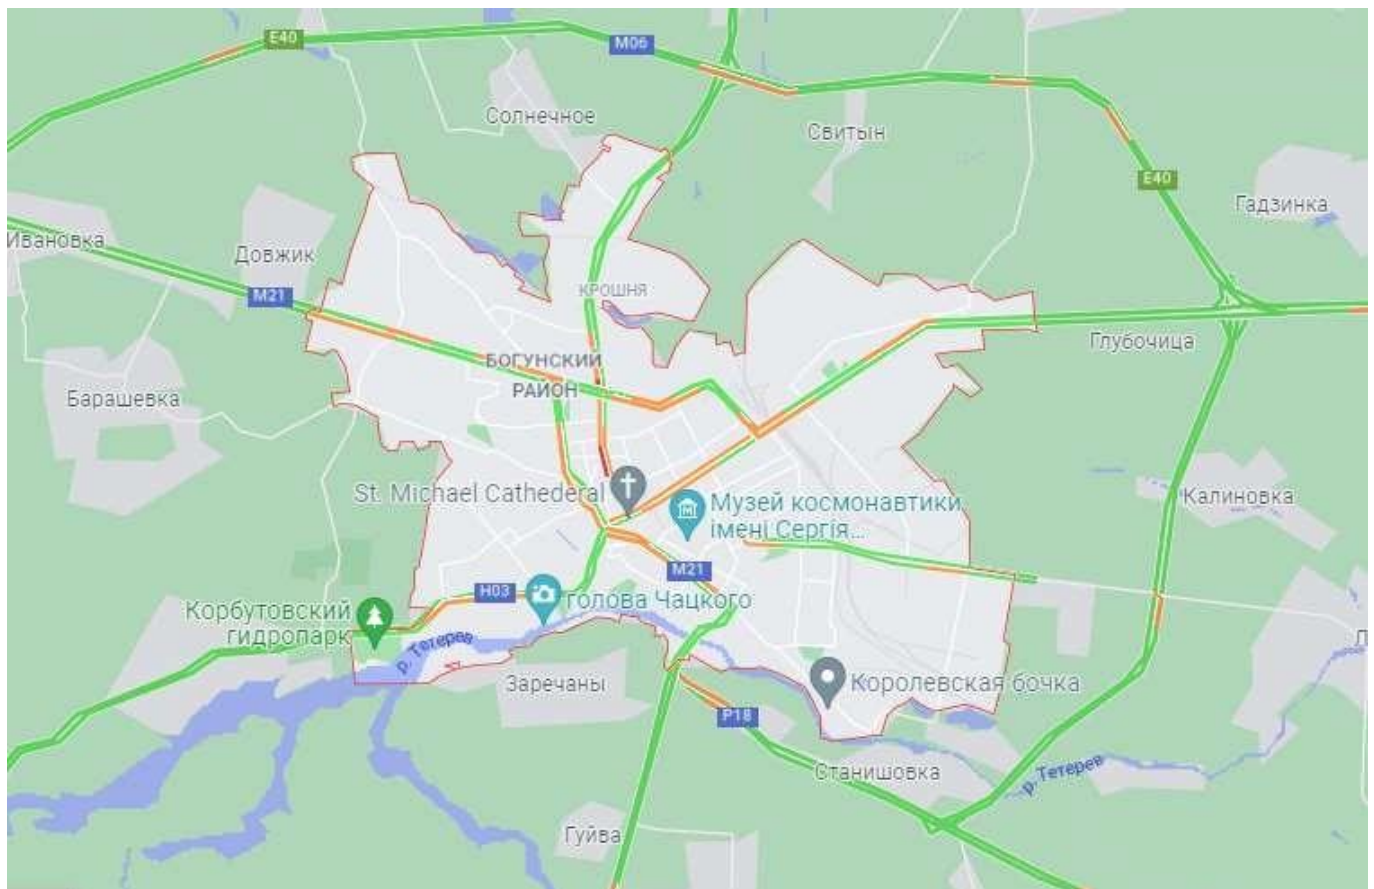 E40
M06
Солнечное
Свитын
E40
Гадзинка
Ивановка
Довжик
M21
КРОШНЯ
Глубочица
БОГУНСКИЙ
РАЙОН
Барашевка
St. Michael Cathederal
Музей космонавтики
імені Сергія...
Калиновка
M21
H03
голова Чацкого
Корбутовский
гидропарк
р. Тетерев
Заречаны
Королевская бочка
P18
Станишовка
р. Тетерев
Гуйва